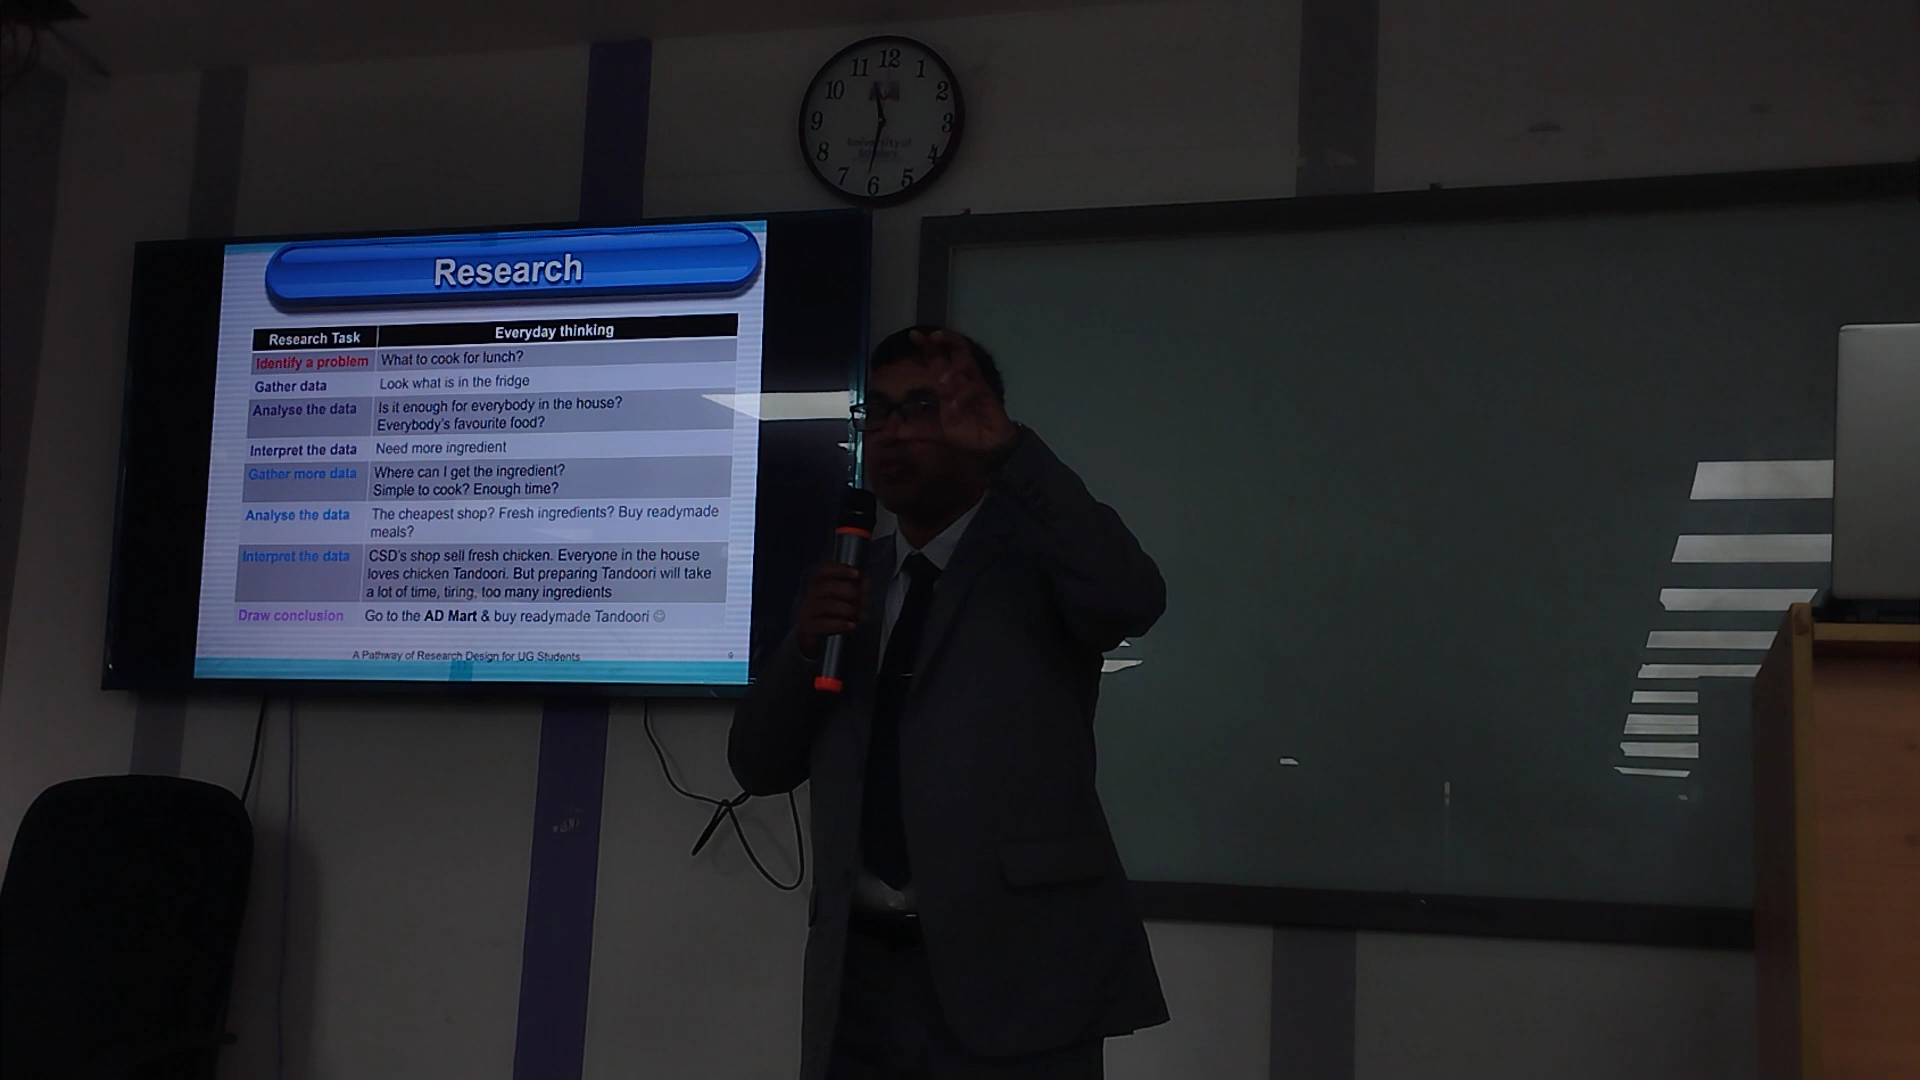 12
11 1
10 2
9 3
8 4
7 5
6
University of
Research
Research Task Everyday thinking
Identify a problem What to cook for lunch?
Gather data Look what is in the fridge
Analyse the data Is it enough for everybody in the house?
Everybody's favourite food?
Interpret the data Need more ingredient
Gather more data Where can I get the ingredient?
Simple to cook? Enough time?
Analyse the data The cheapest shop? Fresh ingredients? Buy readymade
meals?
Interpret the data CSD's shop sell fresh chicken. Everyone in the house
loves chicken Tandoori. But preparing Tandoori will take
a lot of time, tiring, too many ingredients
Draw conclusion Go to the AD Mart & buy readymade Tandoori ☺
A Pathway of Research Design for UG Students 9